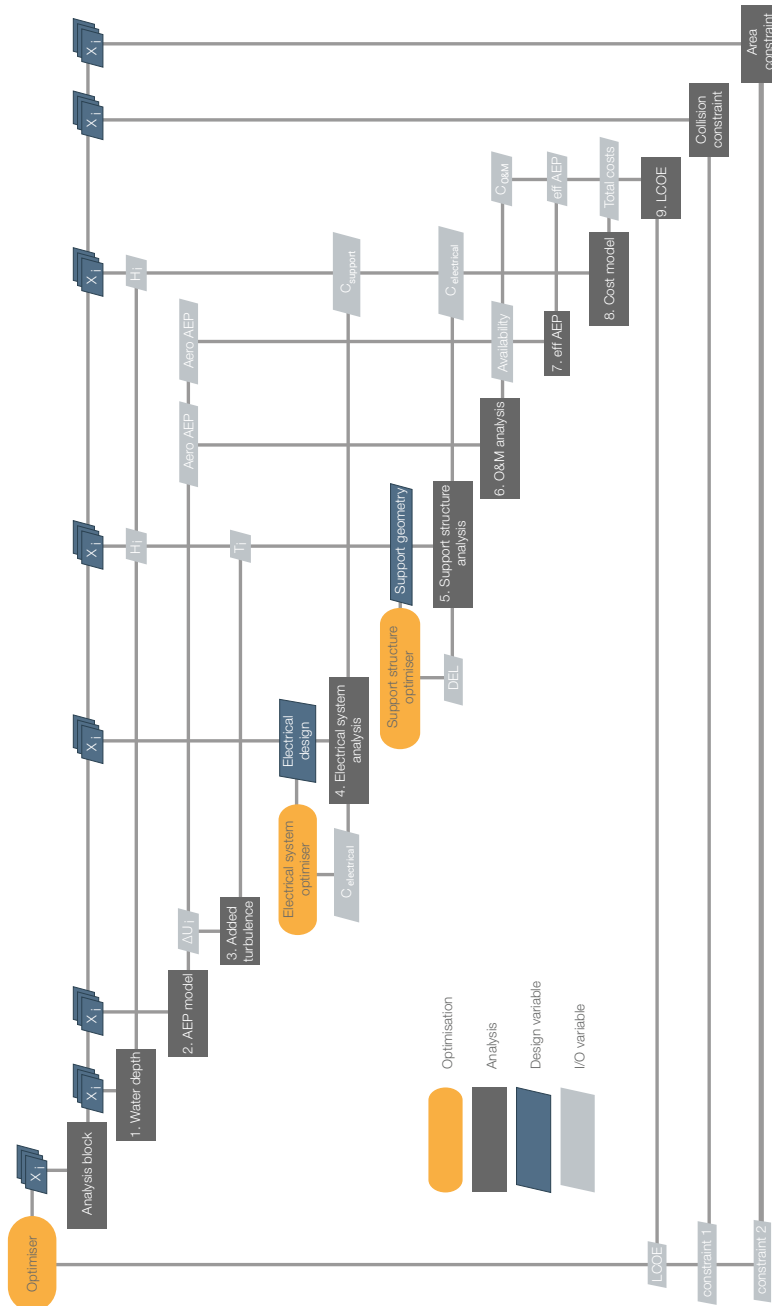 Optimiser
X i
Analysis block
X i
1. Water depth
X i
2. AEP model
ΔU i
3. Added
turbulence
X i
Electrical system
optimiser
Electrical
design
C electrical
4. Electrical system
analysis
X i
H i
T i
Support structure
optimiser
Support geometry
DEL
5. Support structure
analysis
Aero AEP
Aero AEP
6. O&M analysis
Availability
7. eff AEP
X i
H i
C support
C electrical
8. Cost model
C O&M
eff AEP
Total costs
9. LCOE
X i
Collision
constraint
X i
Area
constraint
LCOE
constraint 1
constraint 2
Optimisation
Analysis
Design variable
I/O variable